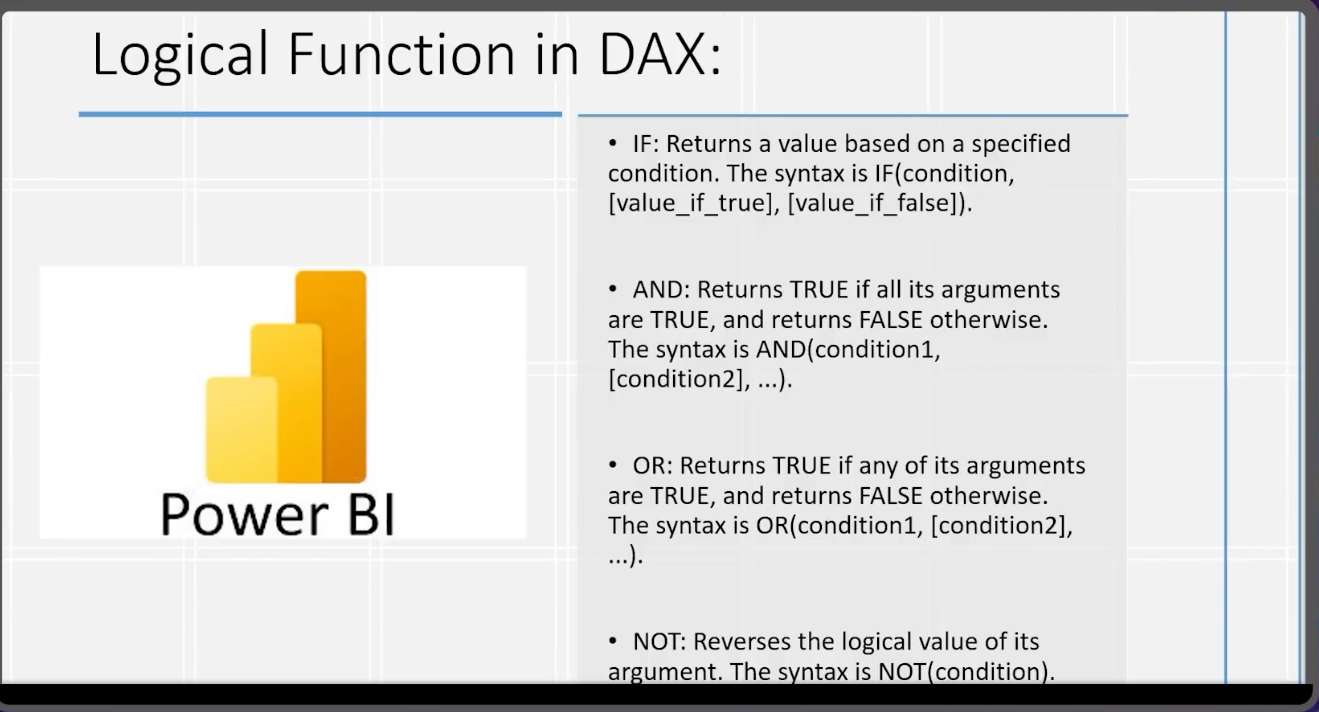 Logical Function in DAX:
• IF: Returns a value based on a specified
condition. The syntax is IF(condition,
[value_if_true], [value_if_false]).
• AND: Returns TRUE if all its arguments
are TRUE, and returns FALSE otherwise.
The syntax is AND(condition1,
[condition2], ...).
• OR: Returns TRUE if any of its arguments
are TRUE, and returns FALSE otherwise.
The syntax is OR(condition1, [condition2],
...).
• NOT: Reverses the logical value of its
argument. The syntax is NOT(condition).
Power BI